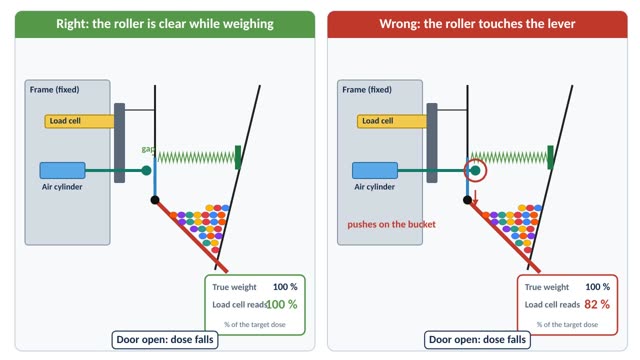 Right: the roller is clear while weighing
Frame (fixed)
Load cell
gap
Air cylinder
True weight 100 %
Load cell reads 100 %
% of the target dose
Door open: dose falls
Wrong: the roller touches the lever
Frame (fixed)
Load cell
Air cylinder
pushes on the bucket
True weight 100 %
Load cell reads 82 %
% of the target dose
Door open: dose falls